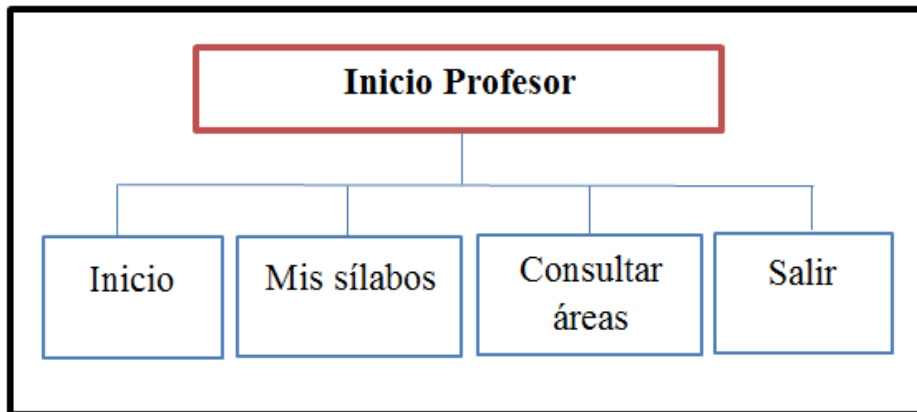 Inicio Profesor
Inicio
Mis sílabos
Consultar
áreas
Salir